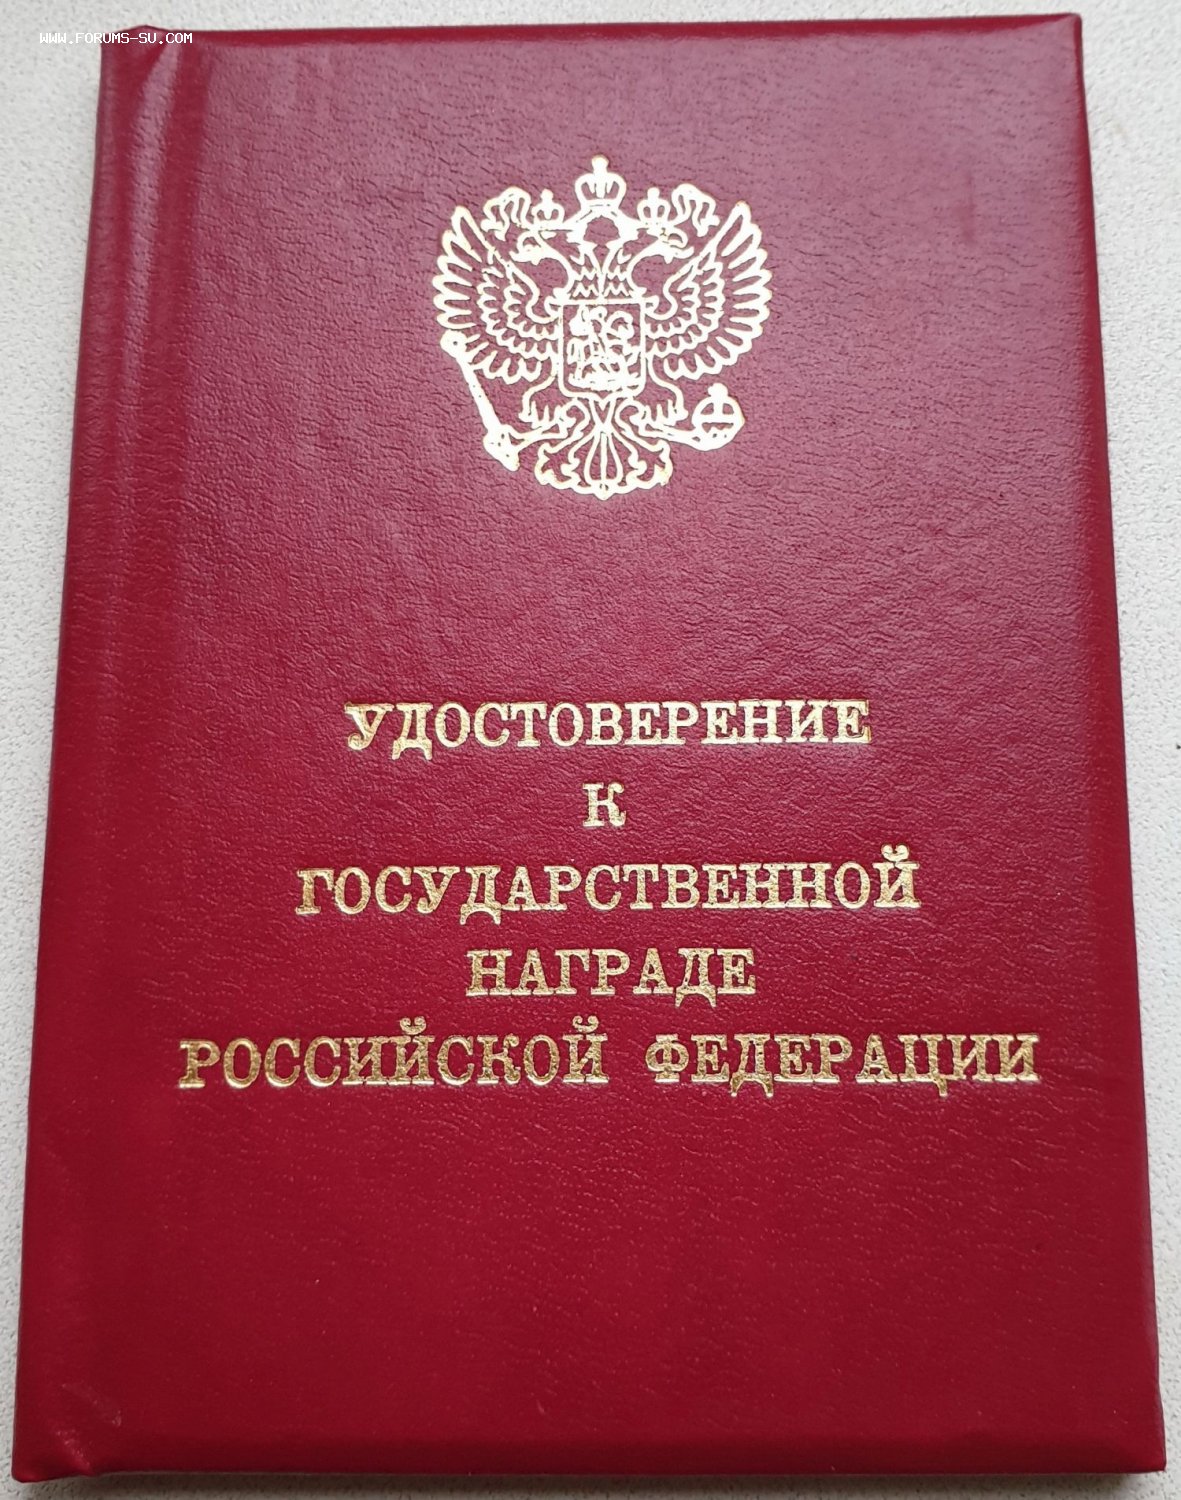 WWW.FORUMS-SU.COM
УДОСТОВЕРЕНИЕ
К
ГОСУДАРСТВЕННОЙ
НАГРАДЕ
РОССИЙСКОЙ ФЕДЕРАЦИИ